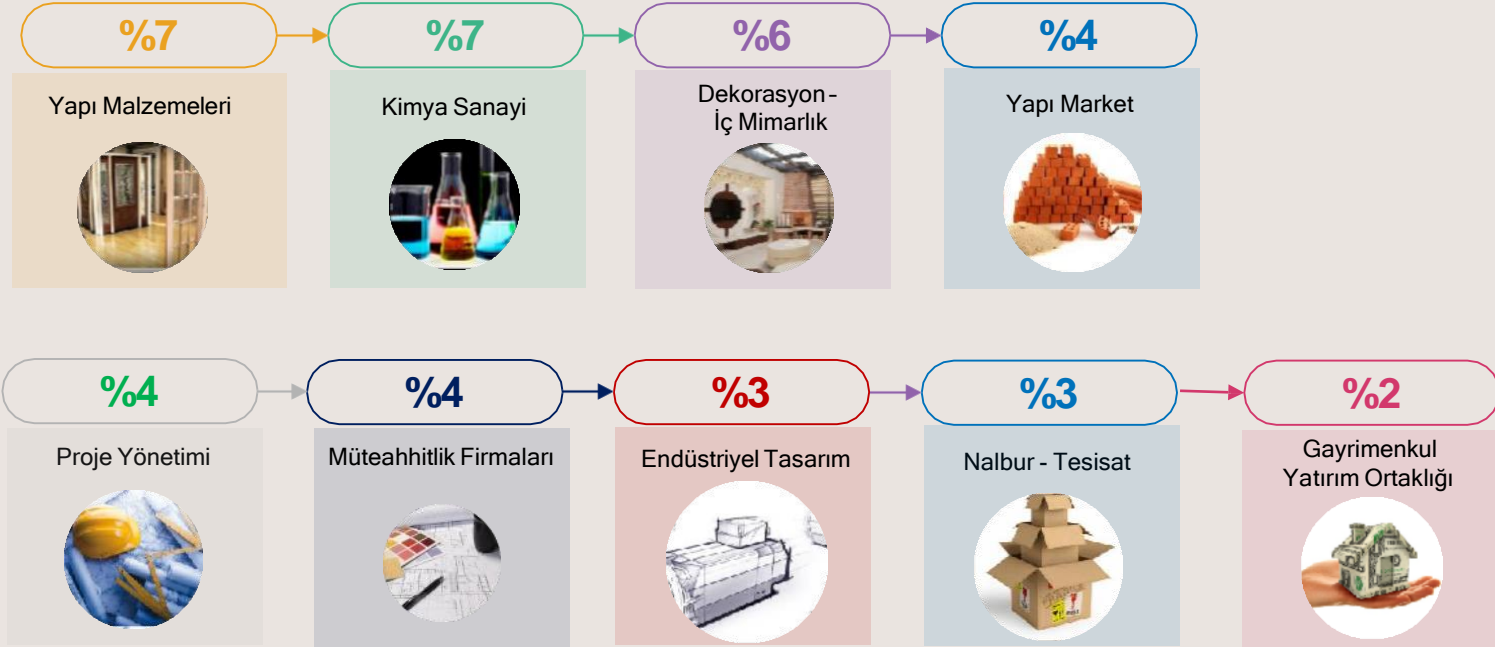 %7
%7
%6
%4
Yapı Malzemeleri
Kimya Sanayi
Dekorasyon -
İç Mimarlık
Yapı Market
%4
%4
%3
%3
%2
Proje Yönetimi
Müteahhitlik Firmaları
Endüstriyel Tasarım
Nalbur - Tesisat
Gayrimenkul
Yatırım Ortaklığı